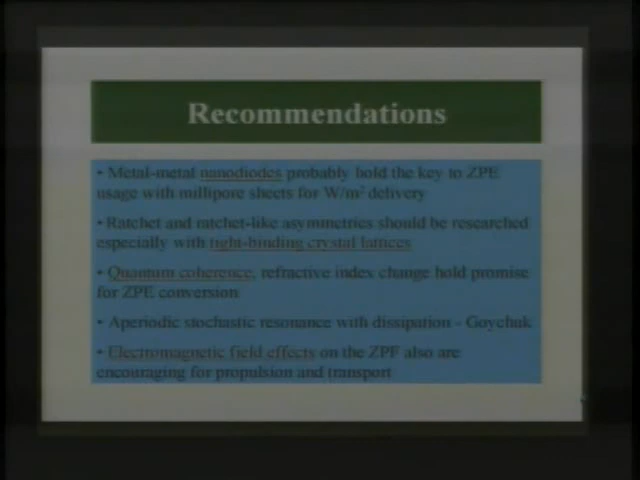 Recommendations
• Metal-metal nanodiodes probably hold the key to ZPE
usage with millipore sheets for W/m² delivery
• Ratchet and ratchet-like asymmetries should be researched
especially with tight-binding crystal lattices
• Quantum coherence, refractive index change hold promise
for ZPE conversion
• Aperiodic stochastic resonance with dissipation - Goychuk
• Electromagnetic field effects on the ZPF also are
encouraging for propulsion and transport